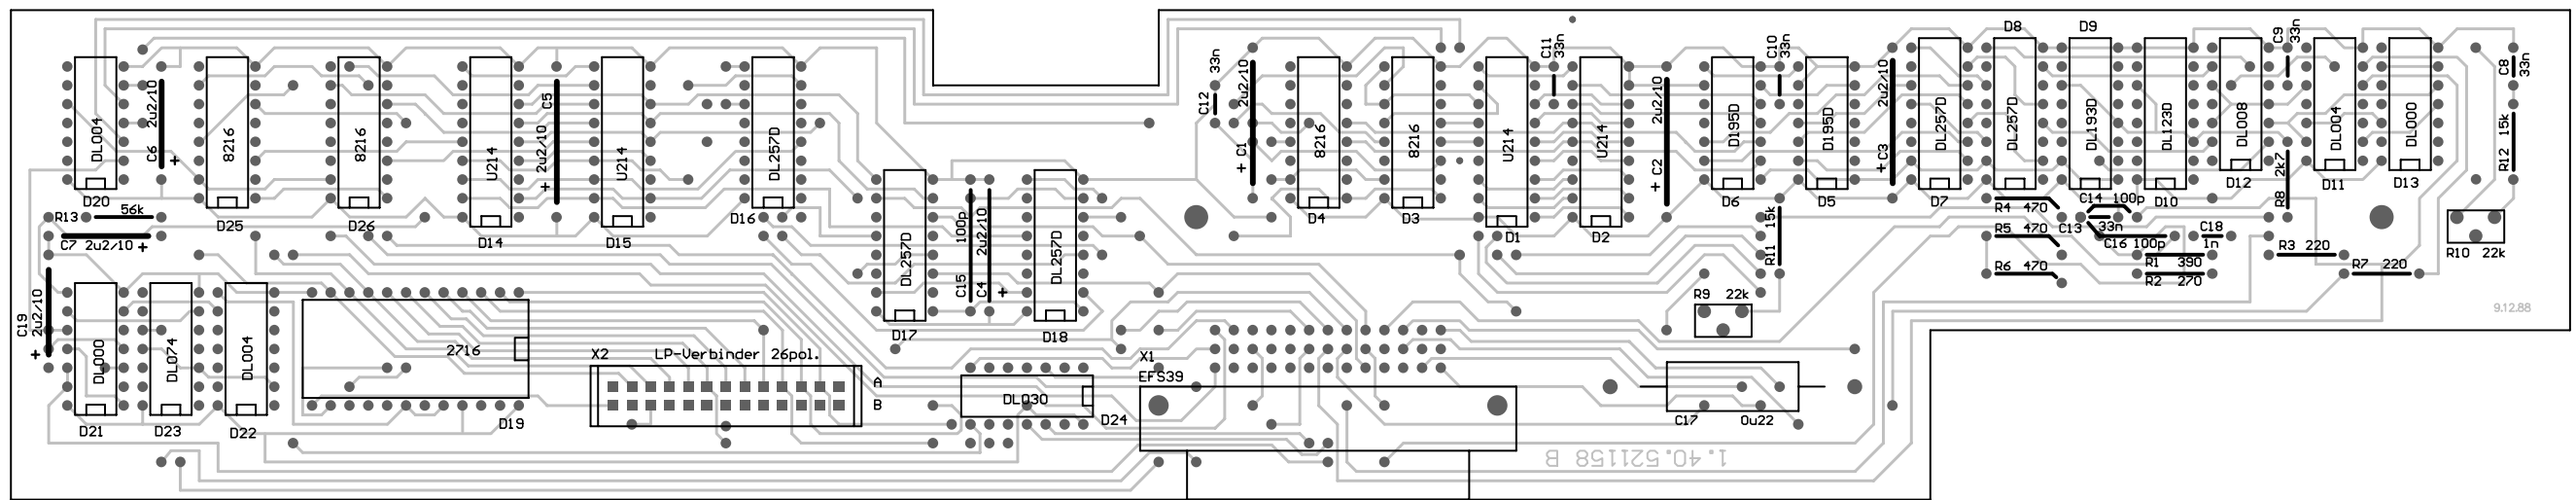 DL004
D20
C6 2u2/10 +
8216
D25
8216
D26
U214
D14
C5 2u2/10 +
U214
D15
DL257D
D16
R13 56k
C7 2u2/10 +
C19 2u2/10 +
DL000
D21
DL074
D23
DL004
D22
2716
D19
X2 LP-Verbinder 26pol.
A
B
DL257D
D17
C15 100p
C4 2u2/10 +
DL257D
D18
DL030
D24
X1
EFS39
C12 33n
+ C1 2u2/10
8216
D4
8216
D3
U214
D1
C11 33n
U214
D2
+ C2 2u2/10
D195D
D6
C10 33n
D195D
D5
+ C3 2u2/10
DL257D
D7
D8
DL257D
D9
DL193D
DL123D
D10
DL008
D12
C9 33n
DL004
D11
DL000
D13
C8 33n
R12 15k
R10 22k
R8 2k7
R4 470
R5 470
R6 470
C14 100p
C13 33n
C16 100p
C18 1n
R1 390
R2 270
R3 220
R7 220
R11 15k
R9 22k
C17 0u22
1.40.521158 B
9.12.88